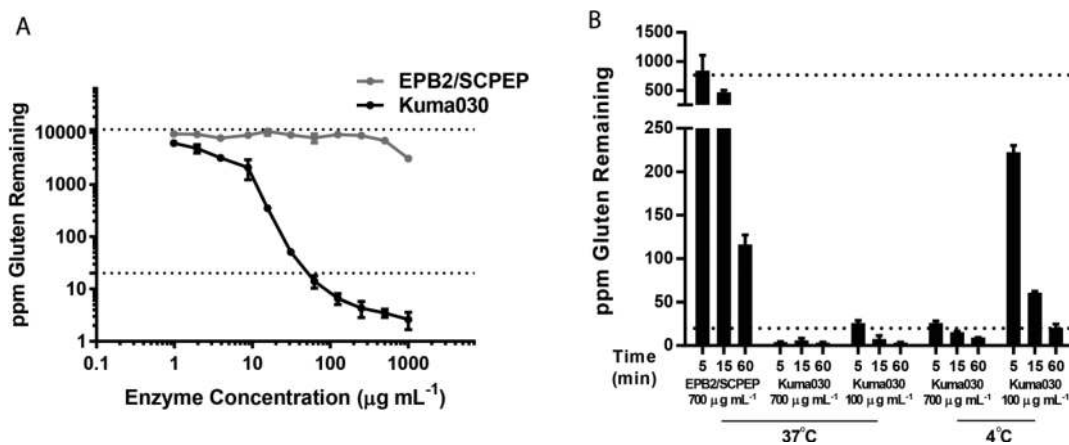 A
EPB2/SCPEP
Kuma030
ppm Gluten Remaining
10000
1000
100
10
1
0.1 1 10 100 1000
Enzyme Concentration (μg mL-1)
B
ppm Gluten Remaining
1500
1000
500
250
200
150
100
50
0
Time 5 15 60 5 15 60 5 15 60 5 15 60 5 15 60
(min) EPB2/SCPEP Kuma030 Kuma030 Kuma030 Kuma030
700 μg mL-1 700 μg mL-1 100 μg mL-1 700 μg mL-1 100 μg mL-1
37°C 4°C